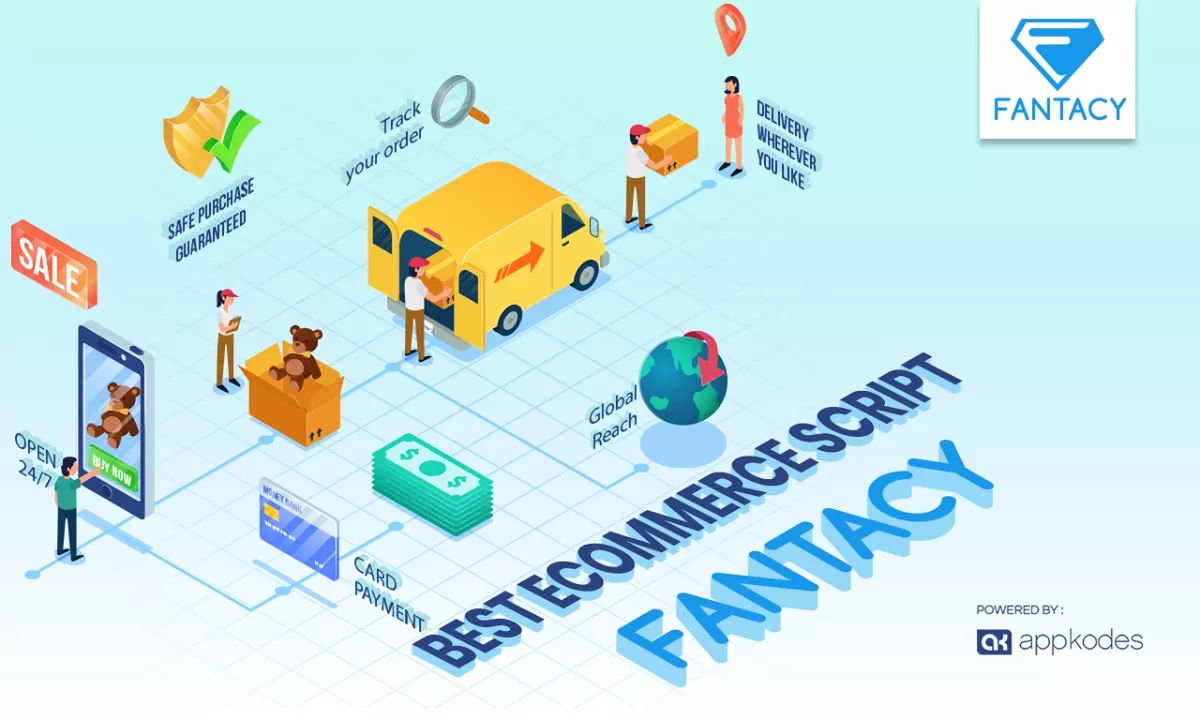 FANTACY
Track
your order
DELIVERY
WHEREVER
YOU LIKE
SAFE PURCHASE
GUARANTEED
SALE
BUY NOW
OPEN
24/7
Global
Reach
MONEY BANK
CARD
PAYMENT
BEST ECOMMERCE SCRIPT
FANTACY
POWERED BY :
ak appkodes